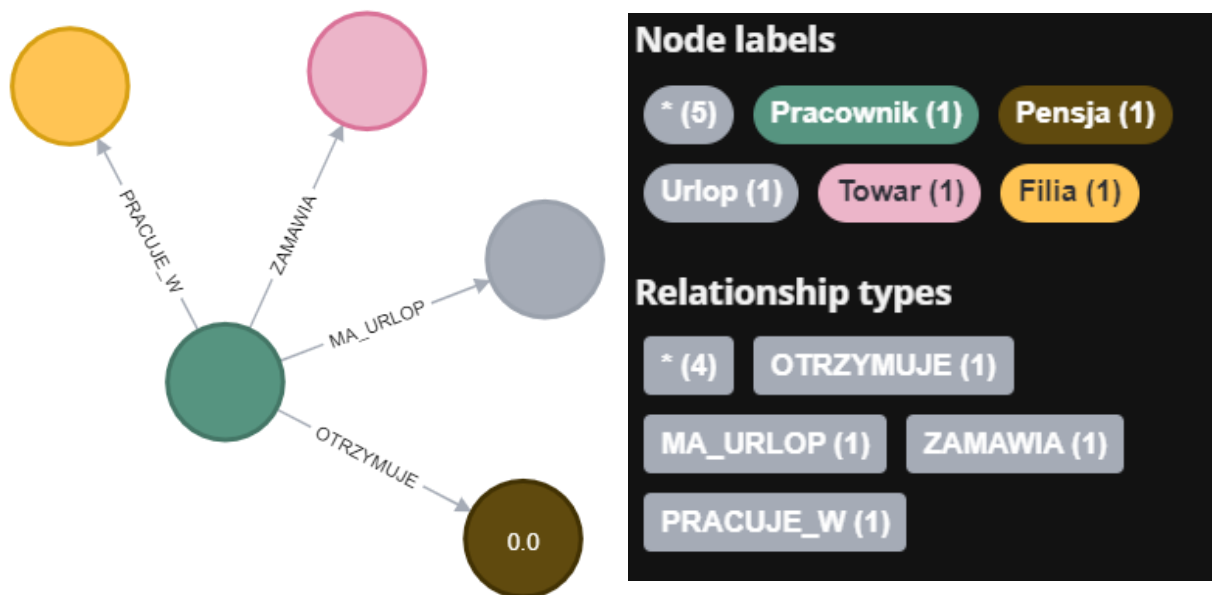 PRACUJE_W
ZAMAWIA
MA_URLOP
OTRZYMUJE
0.0
Node labels
* (5) Pracownik (1) Pensja (1)
Urlop (1) Towar (1) Filia (1)
Relationship types
* (4) OTRZYMUJE (1)
MA_URLOP (1) ZAMAWIA (1)
PRACUJE_W (1)